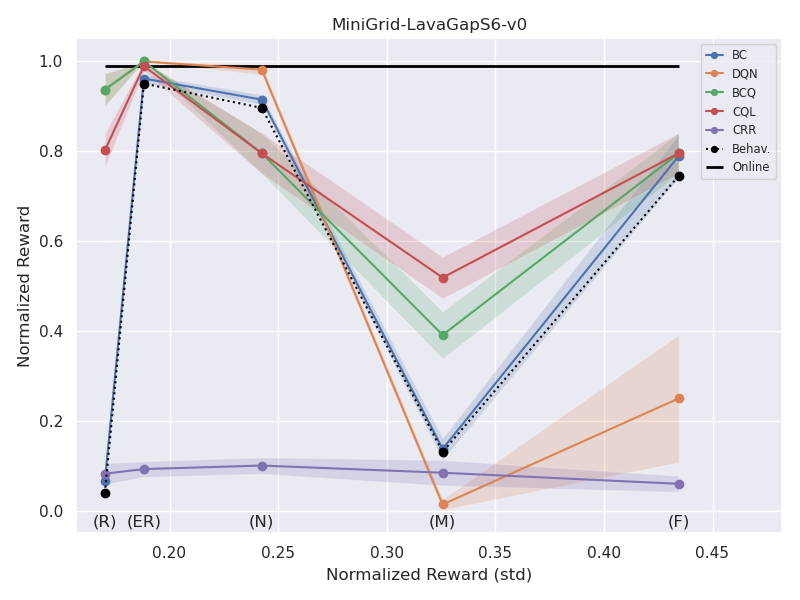 MiniGrid-LavaGapS6-v0
BC
DQN
BCQ
CQL
CRR
Behav.
Online
Normalized Reward
1.0
0.8
0.6
0.4
0.2
0.0
(R) (ER) (N) (M) (F)
0.20 0.25 0.30 0.35 0.40 0.45
Normalized Reward (std)